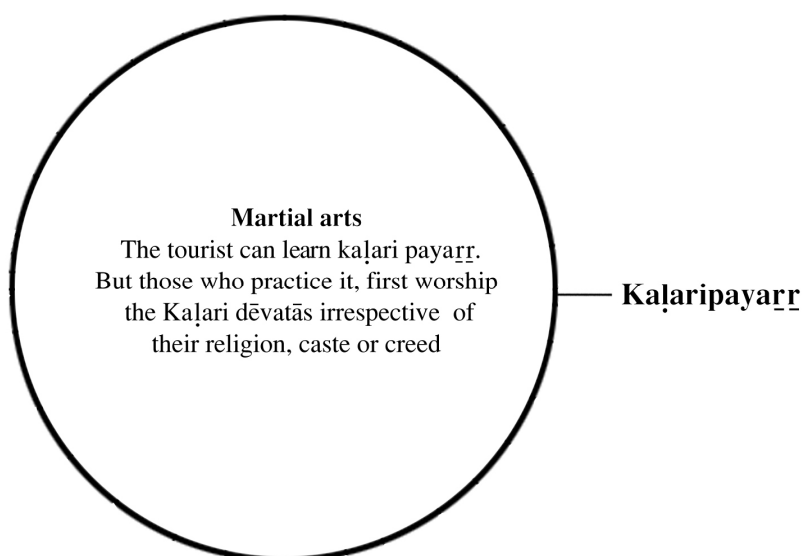 Martial arts
The tourist can learn kaḷari payaṟṟ.
But those who practice it, first worship
the Kaḷari dēvatās irrespective of
their religion, caste or creed
Kaḷaripayaṟṟ